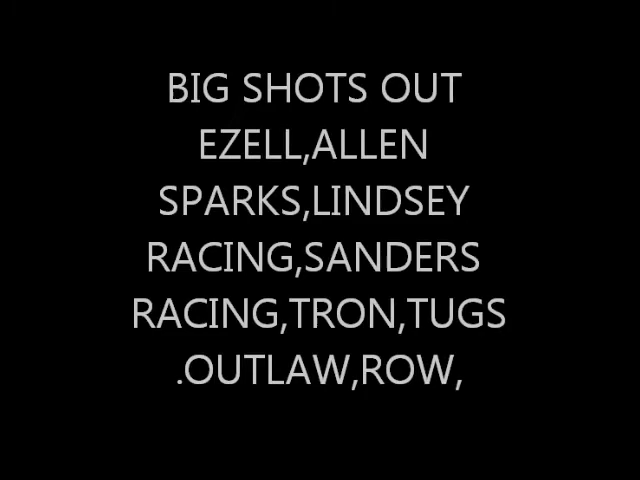 BIG SHOTS OUT
EZELL,ALLEN
SPARKS,LINDSEY
RACING,SANDERS
RACING,TRON,TUGS
.OUTLAW,ROW,